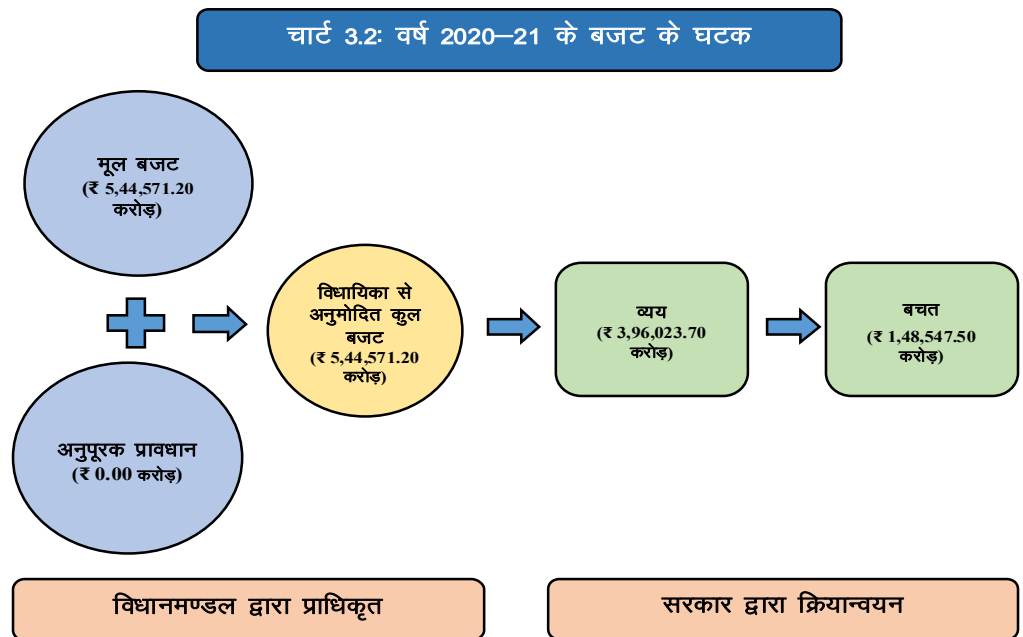 चार्ट 3.2: वर्ष 2020–21 के बजट के घटक
मूल बजट
(₹ 5,44,571.20
करोड़)
अनुपूरक प्रावधान
(₹ 0.00 करोड़)
विधायिका से
अनुमोदित कुल
बजट
(₹ 5,44,571.20
करोड़)
व्यय
(₹ 3,96,023.70
करोड़)
बचत
(₹ 1,48,547.50
करोड़)
विधानमण्डल द्वारा प्राधिकृत
सरकार द्वारा क्रियान्वयन